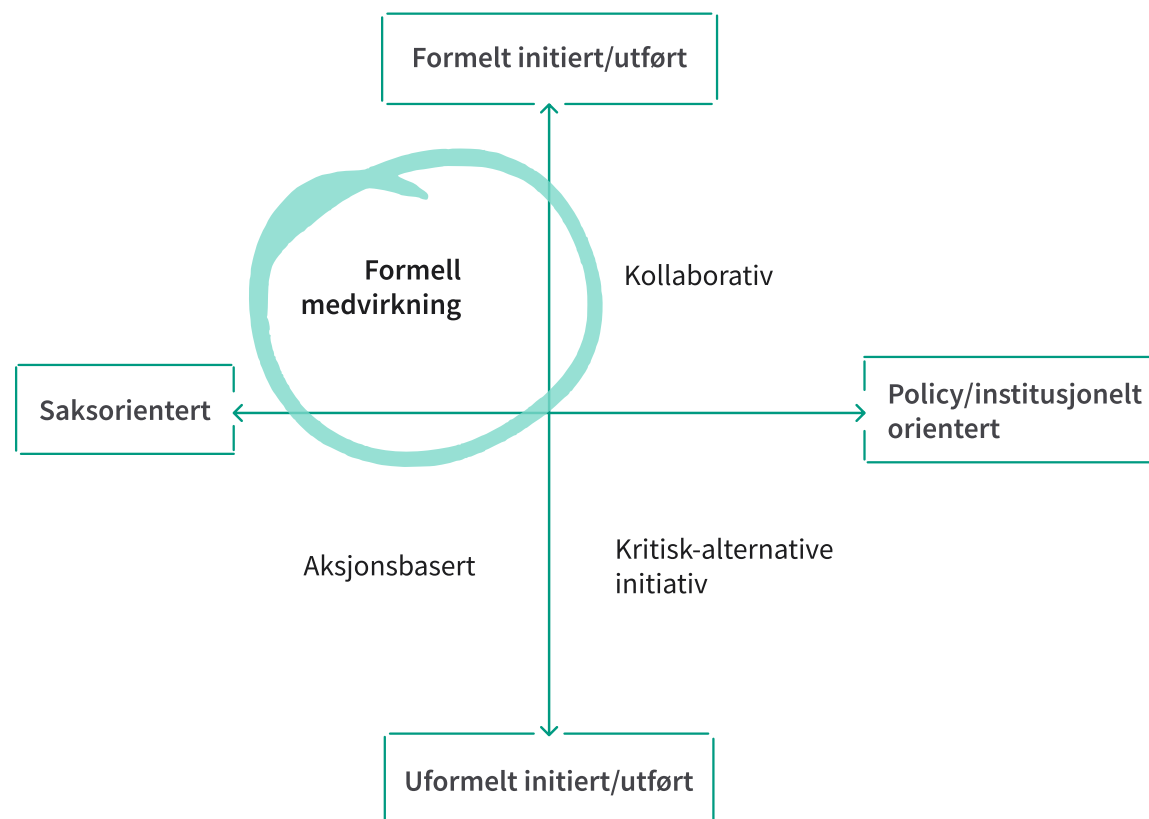 Formelt initiert/utført
Formell
medvirkning
Kollaborativ
Saksorientert
Policy/institusjonelt
orientert
Aksjonsbasert
Kritisk-alternative
initiativ
Uformelt initiert/utført